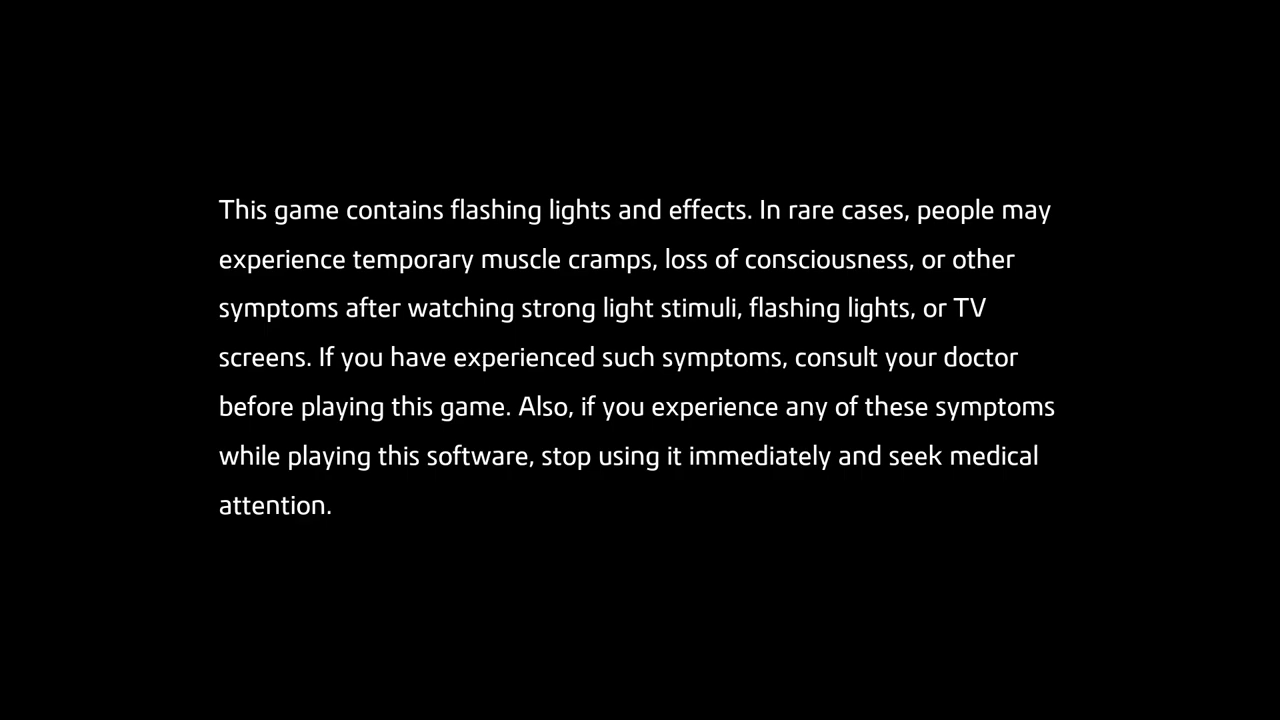 This game contains flashing lights and effects. In rare cases, people may
experience temporary muscle cramps, loss of consciousness, or other
symptoms after watching strong light stimuli, flashing lights, or TV
screens. If you have experienced such symptoms, consult your doctor
before playing this game. Also, if you experience any of these symptoms
while playing this software, stop using it immediately and seek medical
attention.